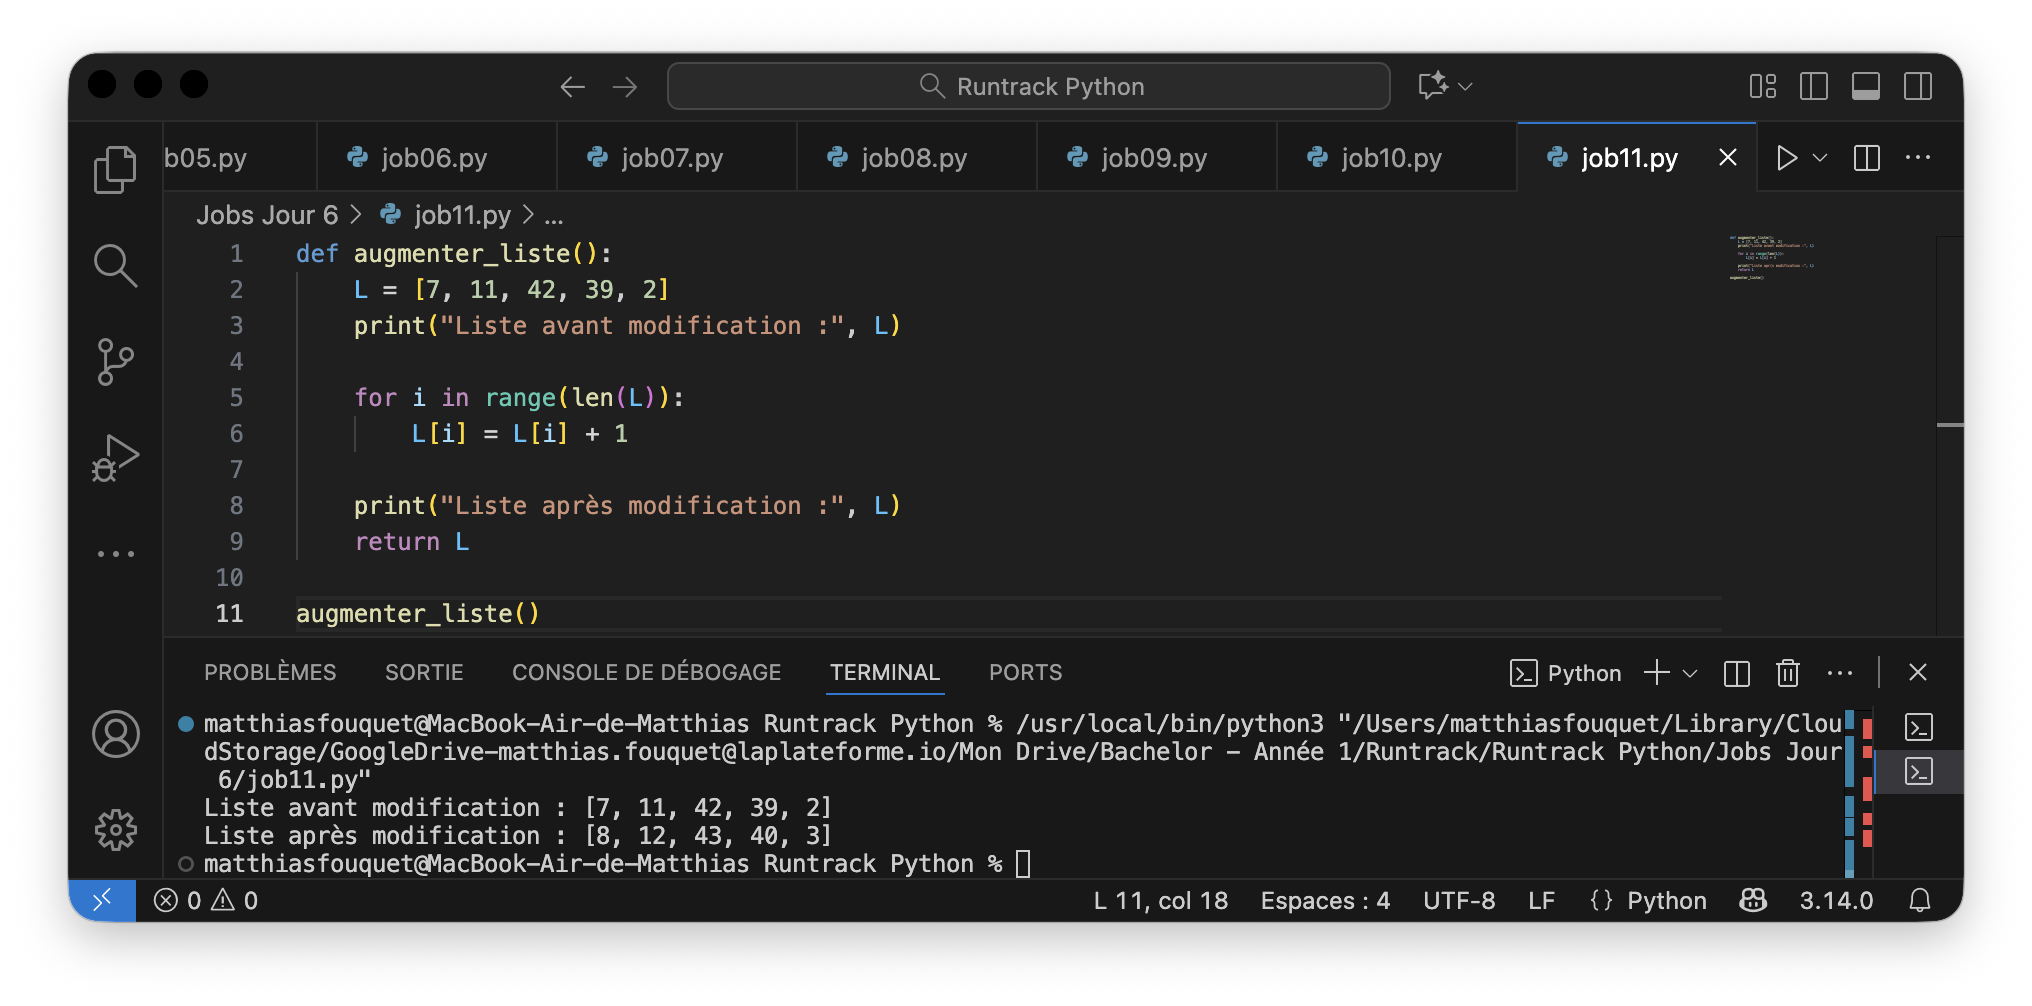 Runtrack Python
b05.py job06.py job07.py job08.py job09.py job10.py job11.py
Jobs Jour 6 > job11.py > ...
1 def augmenter_liste():
2     L = [7, 11, 42, 39, 2]
3     print("Liste avant modification :", L)
4
5     for i in range(len(L)):
6         L[i] = L[i] + 1
7
8     print("Liste après modification :", L)
9     return L
10
11 augmenter_liste()
PROBLÈMES SORTIE CONSOLE DE DÉBOGAGE TERMINAL PORTS Python
matthiasfouquet@MacBook-Air-de-Matthias Runtrack Python % /usr/local/bin/python3 "/Users/matthiasfouquet/Library/Clou
dStorage/GoogleDrive-matthias.fouquet@laplateforme.io/Mon Drive/Bachelor - Année 1/Runtrack/Runtrack Python/Jobs Jour
 6/job11.py"
Liste avant modification : [7, 11, 42, 39, 2]
Liste après modification : [8, 12, 43, 40, 3]
matthiasfouquet@MacBook-Air-de-Matthias Runtrack Python %
0 0 L 11, col 18 Espaces : 4 UTF-8 LF {} Python 3.14.0